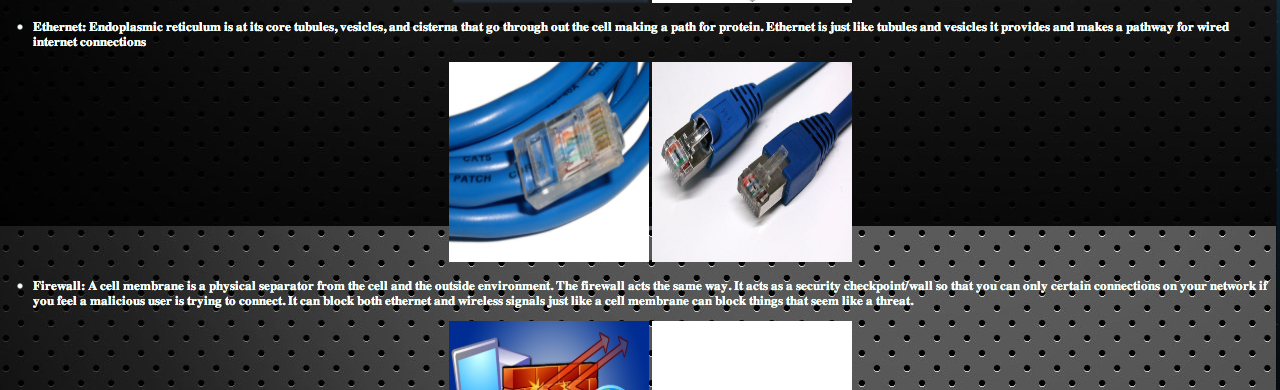 Ethernet: Endoplasmic reticulum is at its core tubules, vesicles, and cisterna that go through out the cell making a path for protein. Ethernet is just like tubules and vesicles it provides and makes a pathway for wired
internet connections
CAT5
PATCH
Firewall: A cell membrane is a physical separator from the cell and the outside environment. The firewall acts the same way. It acts as a security checkpoint/wall so that you can only certain connections on your network if
you feel a malicious user is trying to connect. It can block both ethernet and wireless signals just like a cell membrane can block things that seem like a threat.